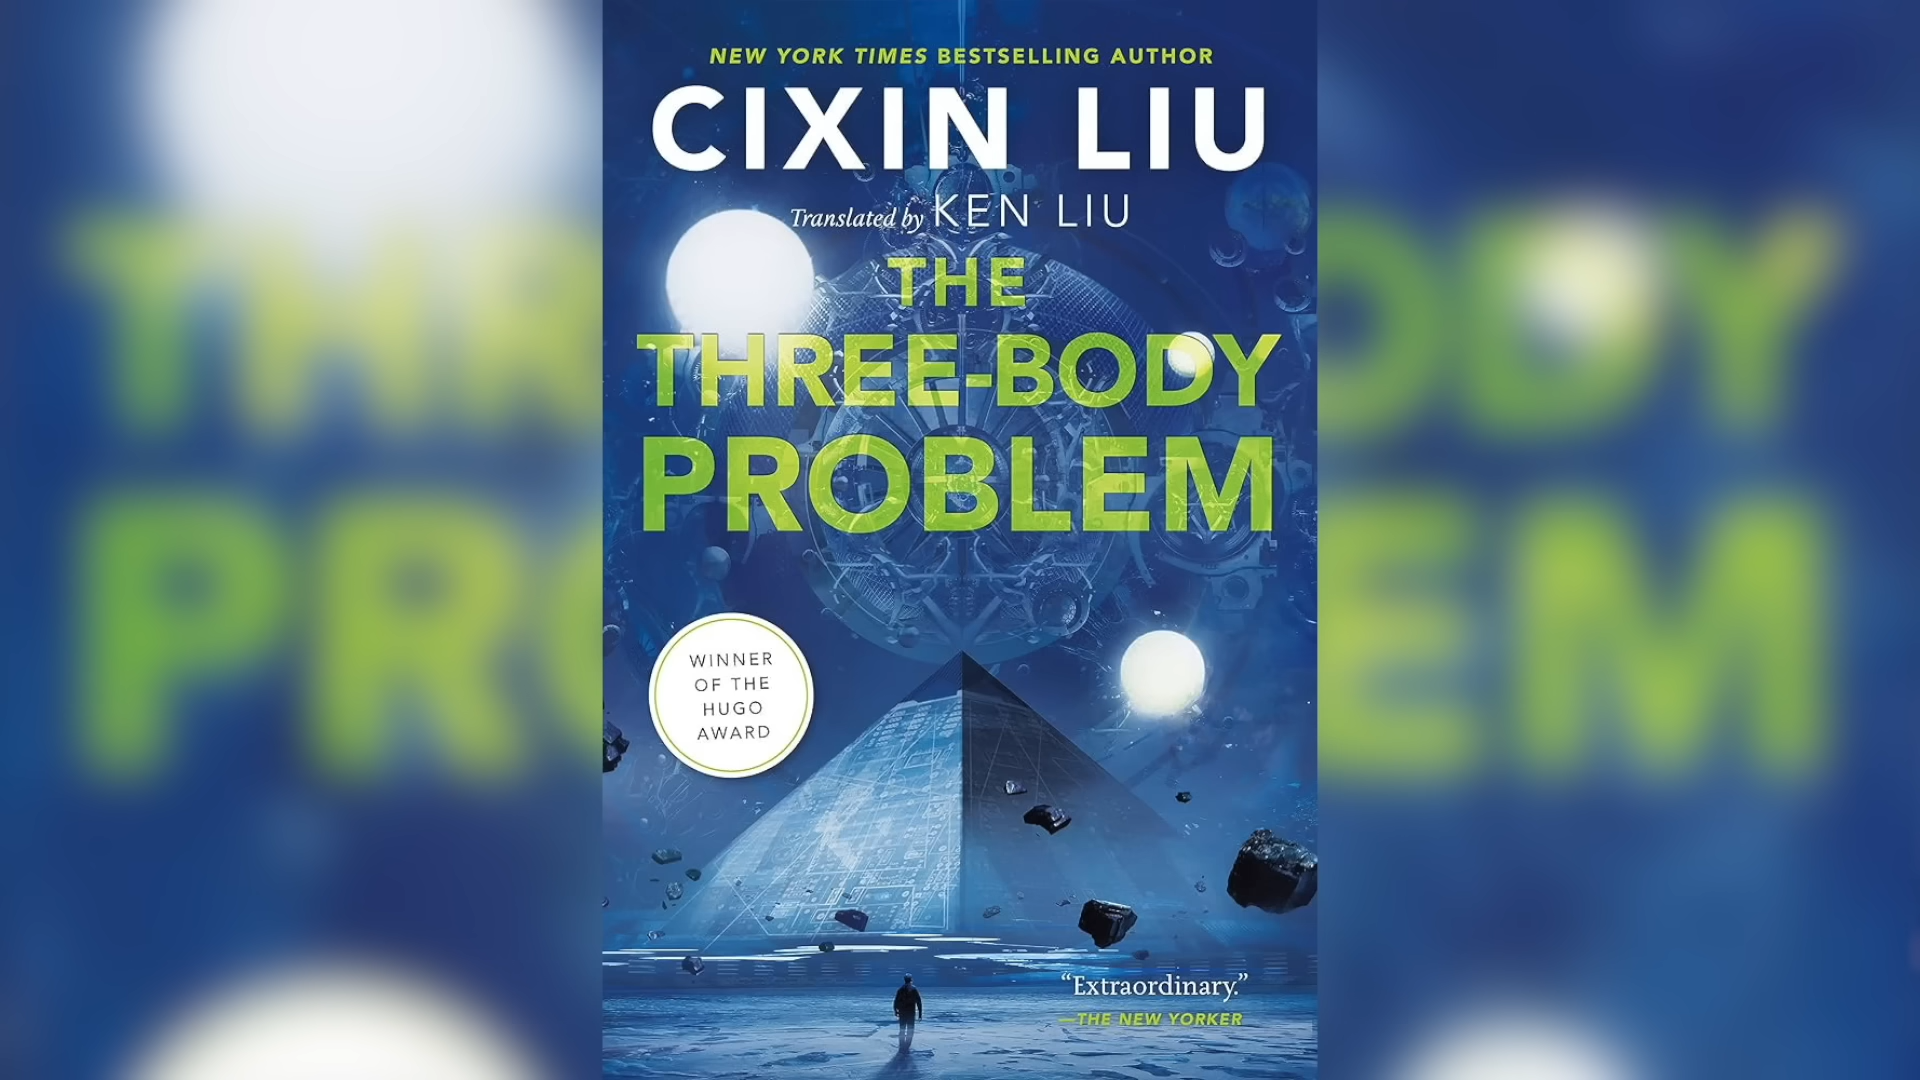 NEW YORK TIMES BESTSELLING AUTHOR
CIXIN LIU
Translated by KEN LIU
THE
THREE-BODY
PROBLEM
WINNER
OF THE
HUGO
AWARD
“Extraordinary.”
—THE NEW YORKER